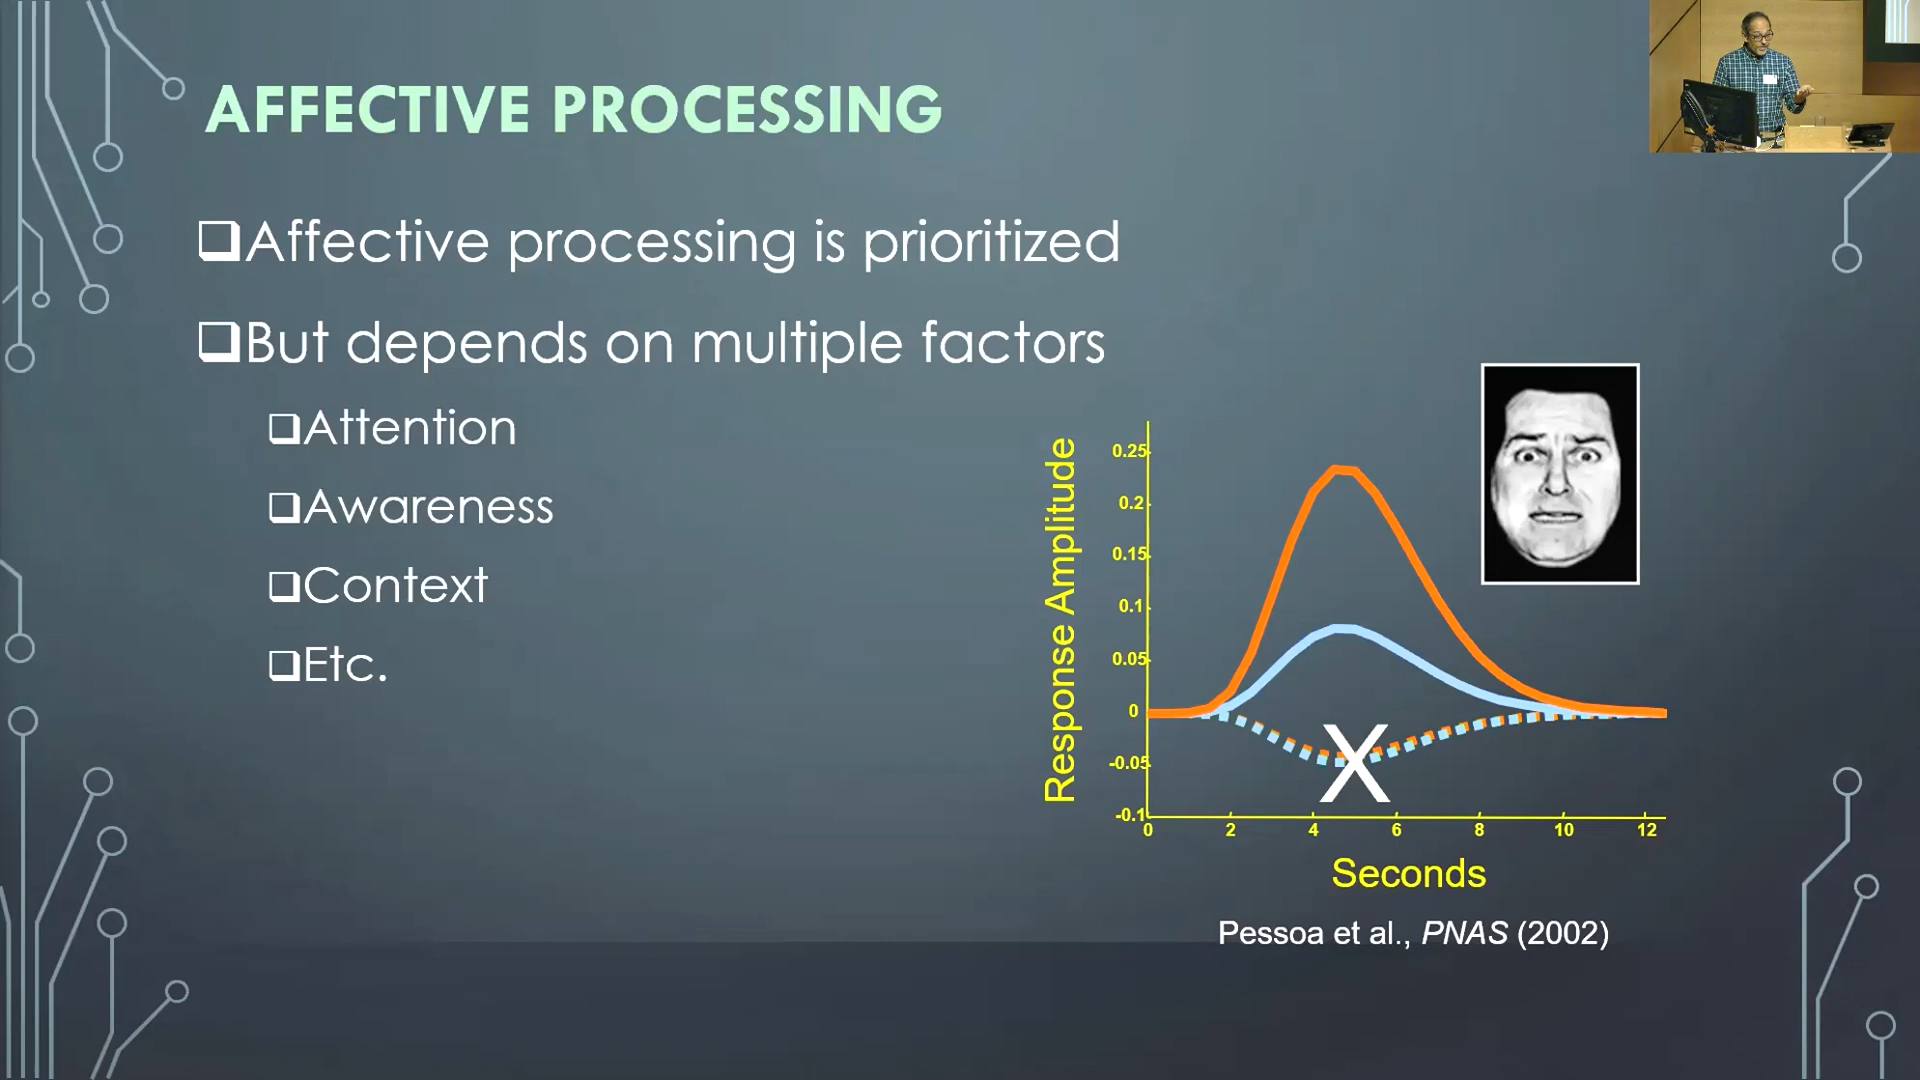 AFFECTIVE PROCESSING
Affective processing is prioritized
But depends on multiple factors
Attention
Awareness
Context
Etc.
Response Amplitude
0.25
0.2
0.15
0.1
0.05
0
-0.05
-0.1
X
0 2 4 6 8 10 12
Seconds
Pessoa et al., PNAS (2002)